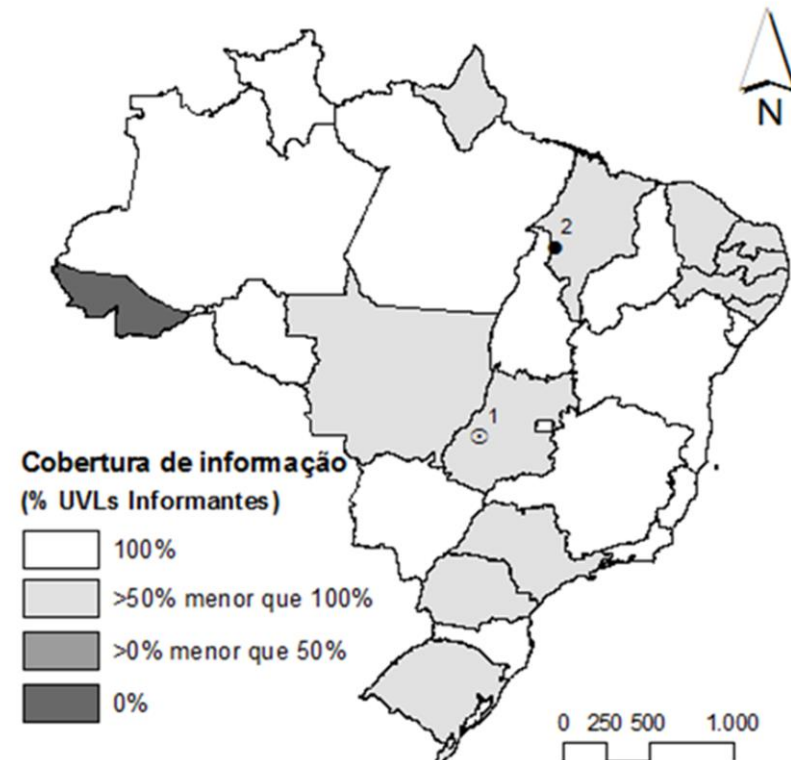 N
2
1
Cobertura de informação
(% UVLs Informantes)
100%
>50% menor que 100%
>0% menor que 50%
0%
0 250 500 1.000